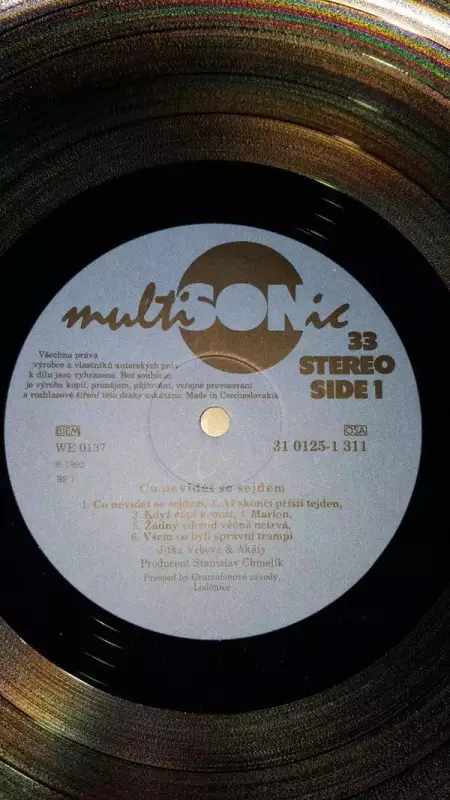 multiSONic
33
STEREO
SIDE 1
Všechna práva
výrobce a vlastníků autorských práv
k dílu jsou vyhrazena. Bez souhlasu
je výroba kopií, pronájem, půjčování, veřejné provozování
a rozhlasové šíření této desky zakázáno. Made in Czechoslovakia
BIEM
OSA
WE 0137
31 0125-1 311
℗ 1992
92 1
Co nevidět se sejdem
1. Co nevidět se sejdem, 2. Až skončí příští tejden,
3. Když
4. Marion,
5. Žádny víkend věčně netrvá,
6. Všem co byli správní trampi
Jitka Vrbová & Akáty
Producent Stanislav Chmelík
Pressed by Gramofonové závody,
Loděnice